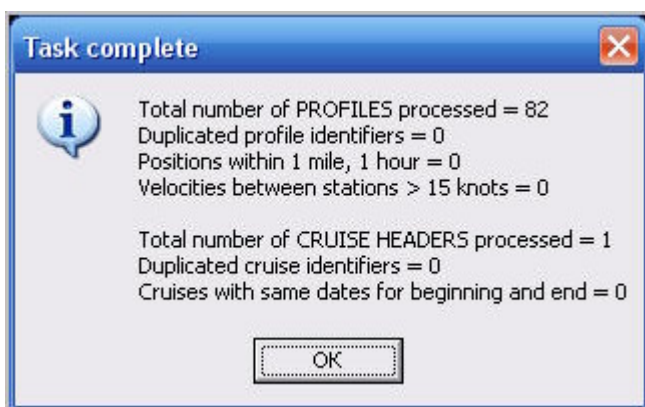 Task complete
Total number of PROFILES processed = 82
Duplicated profile identifiers = 0
Positions within 1 mile, 1 hour = 0
Velocities between stations > 15 knots = 0
Total number of CRUISE HEADERS processed = 1
Duplicated cruise identifiers = 0
Cruises with same dates for beginning and end = 0
OK